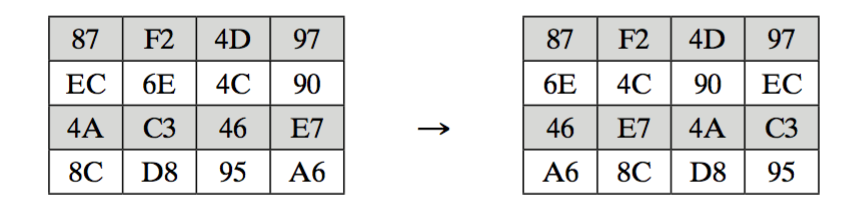 87 F2 4D 97 87 F2 4D 97
EC 6E 4C 90 6E 4C 90 EC
4A C3 46 E7 → 46 E7 4A C3
8C D8 95 A6 A6 8C D8 95